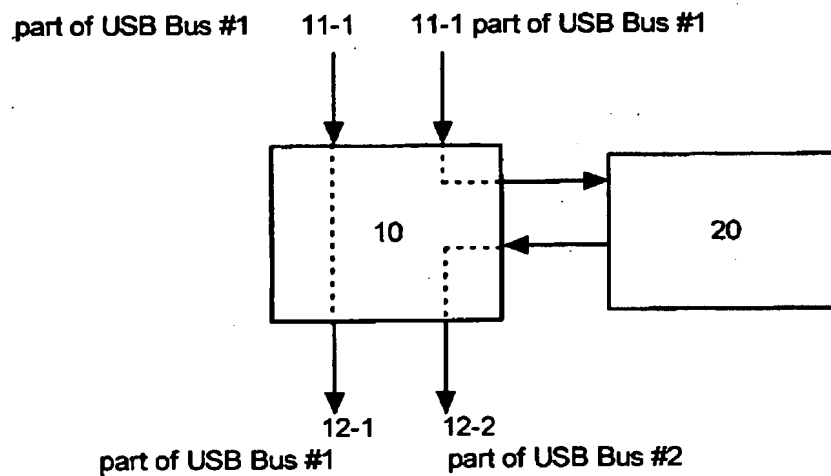 part of USB Bus #1 11-1 11-1 part of USB Bus #1
10 20
12-1 12-2
part of USB Bus #1 part of USB Bus #2